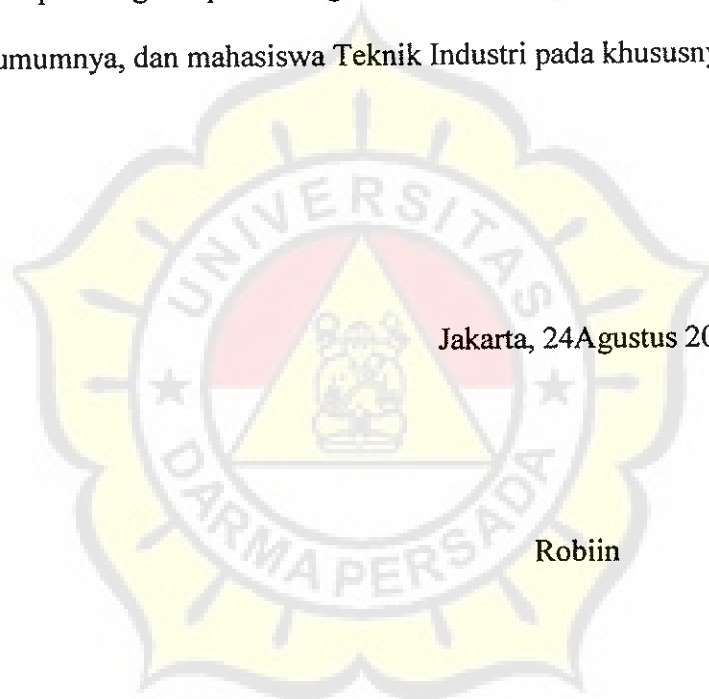 umumnya, dan mahasiswa Teknik Industri pada khususny
UNIVERSITAS
Jakarta, 24Agustus 20
DARMA PERSADA
Robiin